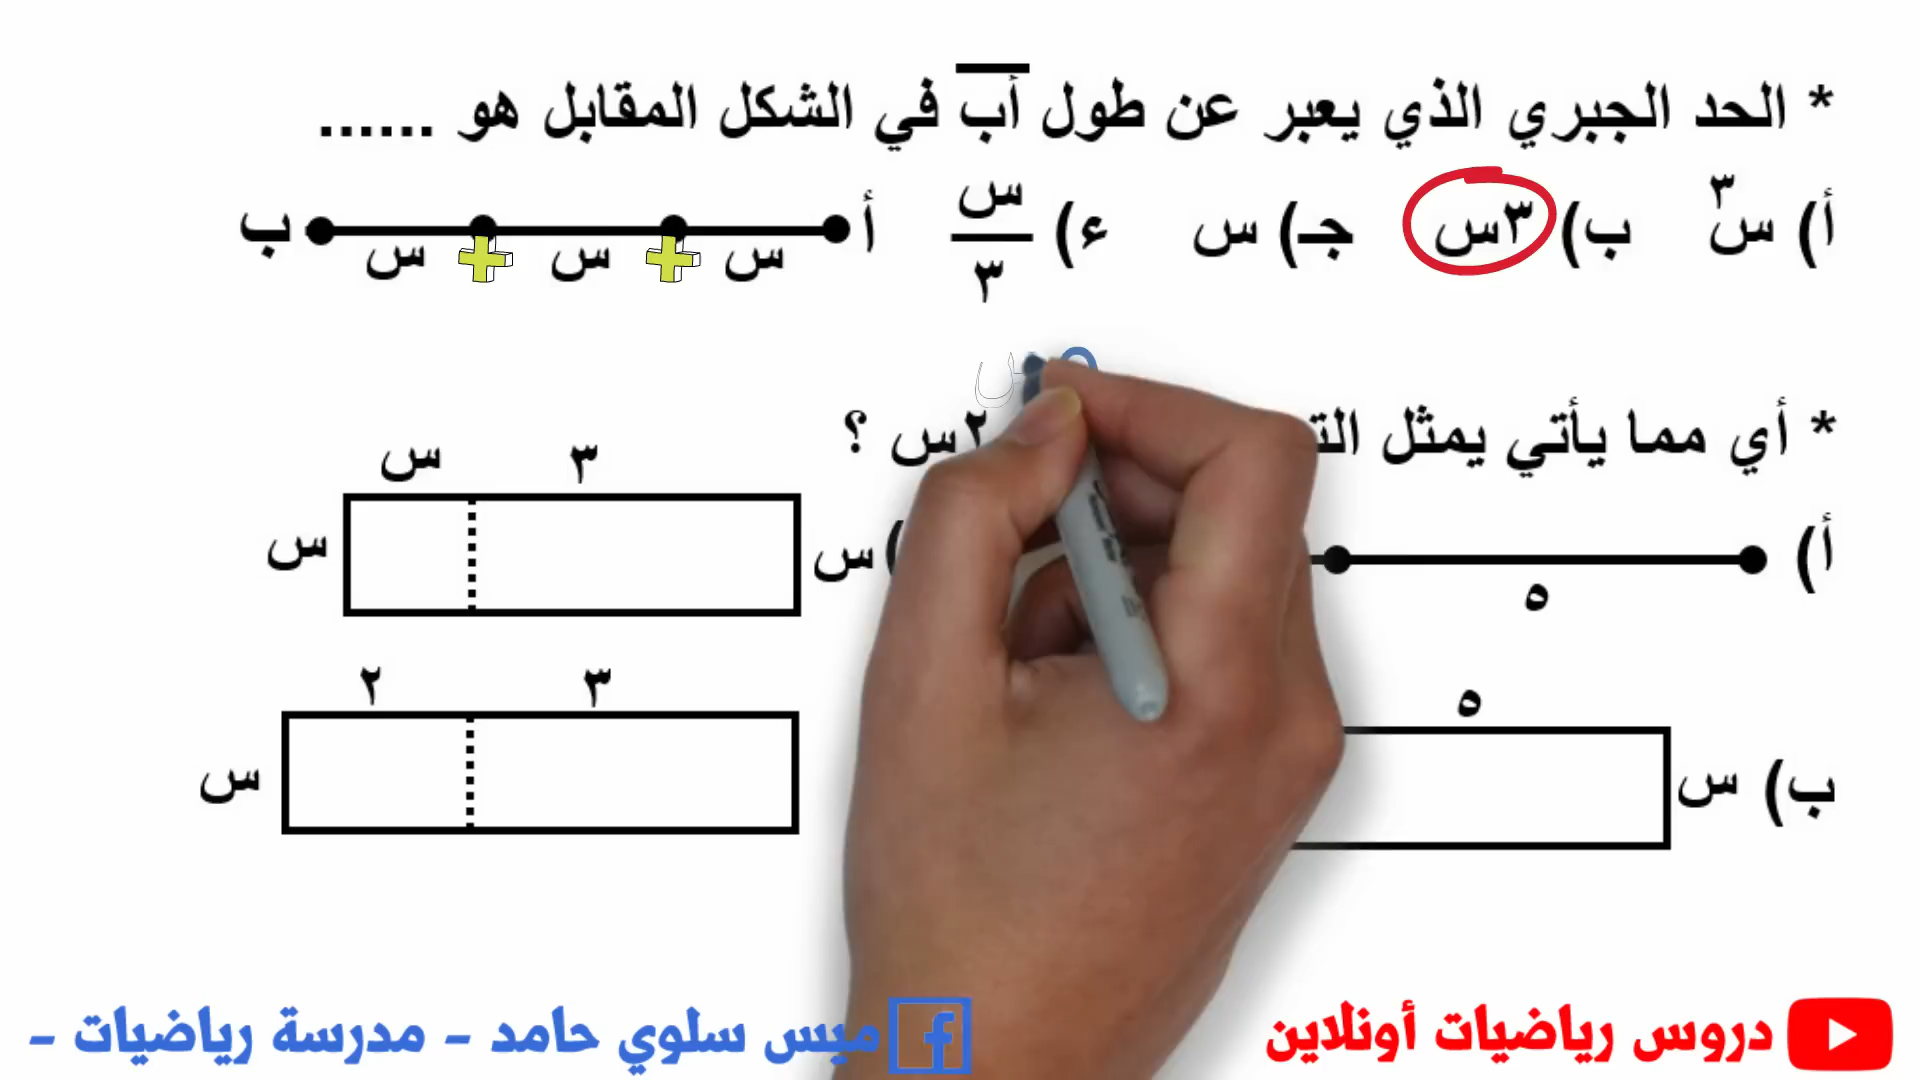 * الحد الجبري الذي يعبر عن طول أب في الشكل المقابل هو ......
أ) س٣ ب) ٣س جـ) س ء) س/٣
أ س س س ب
+ +
* أي مما يأتي يمثل ٢س ؟
أ) ٥
س ٣ س س
ب) س ٥
٣ ٢ س
دروس رياضيات أونلاين
ميس سلوي حامد - مدرسة رياضيات -